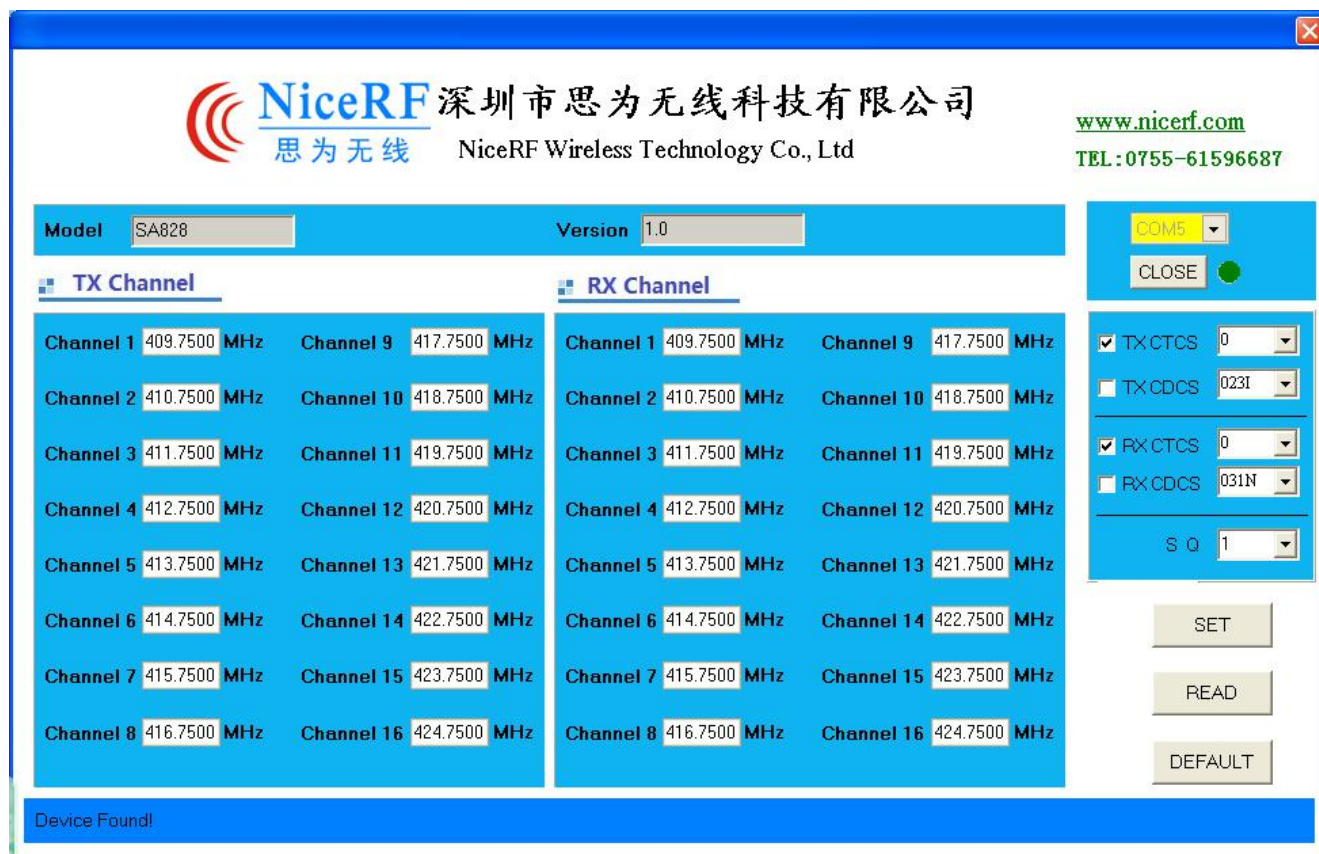 NiceRF 深圳市思为无线科技有限公司
思为无线 NiceRF Wireless Technology Co., Ltd
www.nicerf.com
TEL:0755-61596687
Model SA828 Version 1.0
COM5
CLOSE
TX Channel
RX Channel
Channel 1 409.7500 MHz Channel 9 417.7500 MHz Channel 1 409.7500 MHz Channel 9 417.7500 MHz
Channel 2 410.7500 MHz Channel 10 418.7500 MHz Channel 2 410.7500 MHz Channel 10 418.7500 MHz
Channel 3 411.7500 MHz Channel 11 419.7500 MHz Channel 3 411.7500 MHz Channel 11 419.7500 MHz
Channel 4 412.7500 MHz Channel 12 420.7500 MHz Channel 4 412.7500 MHz Channel 12 420.7500 MHz
Channel 5 413.7500 MHz Channel 13 421.7500 MHz Channel 5 413.7500 MHz Channel 13 421.7500 MHz
Channel 6 414.7500 MHz Channel 14 422.7500 MHz Channel 6 414.7500 MHz Channel 14 422.7500 MHz
Channel 7 415.7500 MHz Channel 15 423.7500 MHz Channel 7 415.7500 MHz Channel 15 423.7500 MHz
Channel 8 416.7500 MHz Channel 16 424.7500 MHz Channel 8 416.7500 MHz Channel 16 424.7500 MHz
TX CTCS 0
TX CDCS 023I
RX CTCS 0
RX CDCS 031N
S Q 1
SET
READ
DEFAULT
Device Found!